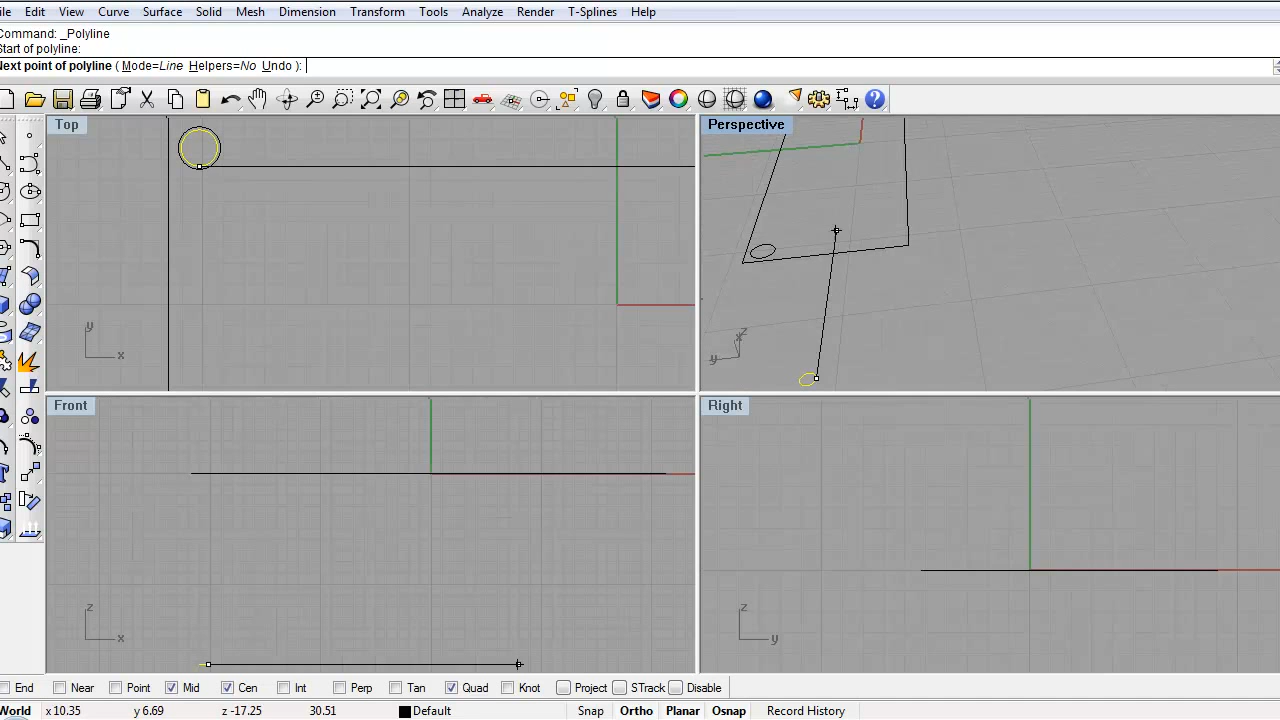 ile Edit View Curve Surface Solid Mesh Dimension Transform Tools Analyze Render T-Splines Help
Command: _Polyline
Start of polyline:
Next point of polyline ( Mode=Line Helpers=No Undo ):
Top
Perspective
y
x
z
x
y
Front
Right
z
x
z
y
End Near Point Mid Cen Int Perp Tan Quad Knot Project STrack Disable
World x 10.35 y 6.69 z -17.25 30.51 Default Snap Ortho Planar Osnap Record History